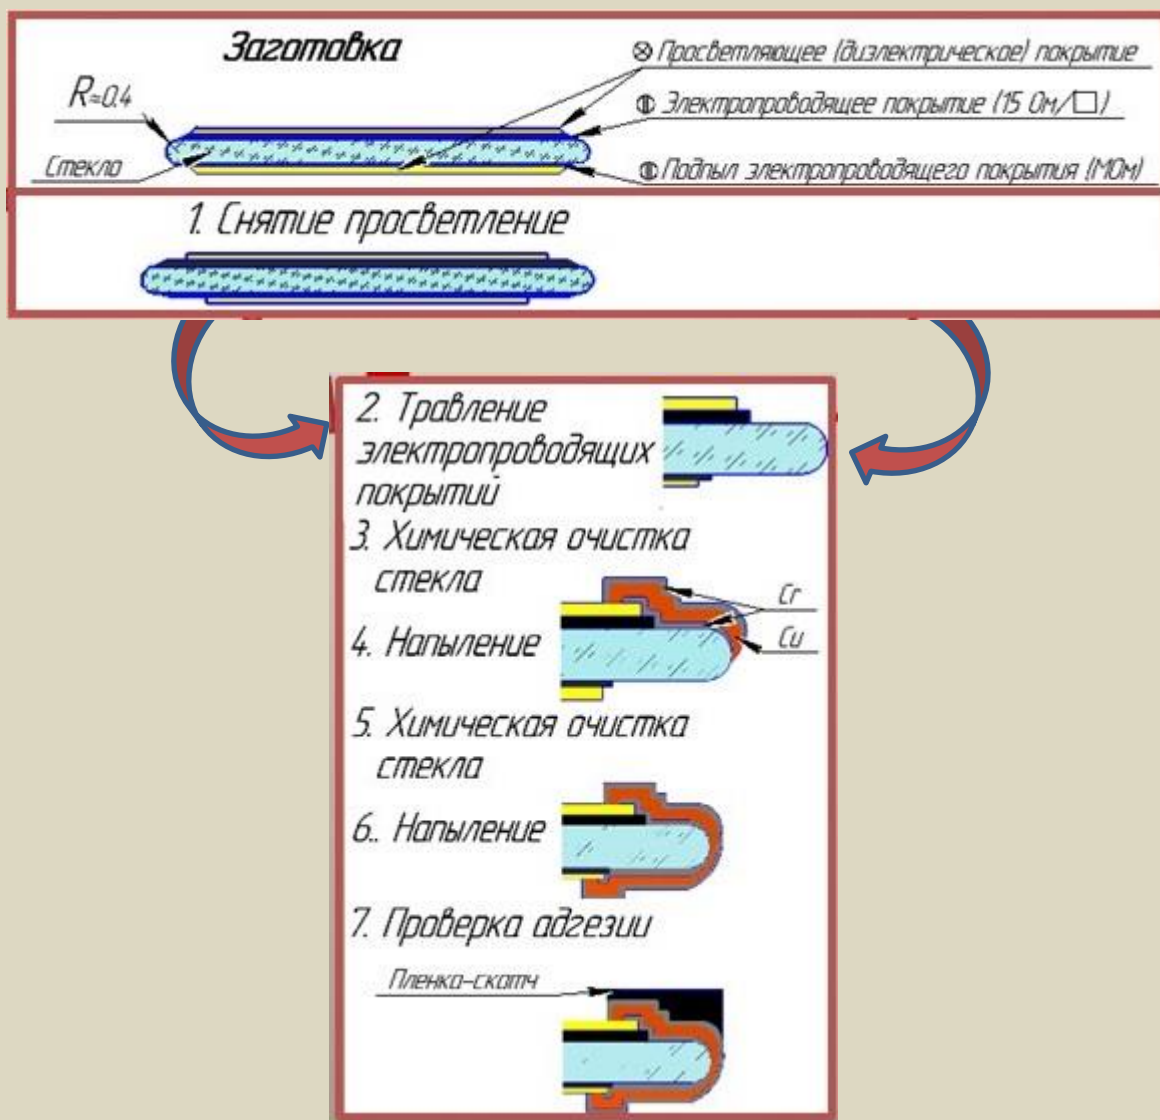 Заготовка
⊗ Просветляющее (диэлектрическое) покрытие
R=0.4
Электропроводящее покрытие (15 Ом/□)
Стекло
Подпыл электропроводящего покрытия (МОм)
1. Снятие просветление
2. Травление
электропроводящих
покрытий
3. Химическая очистка
стекла
Cr
4. Напыление
Cu
5. Химическая очистка
стекла
6.. Напыление
7. Проверка адгезии
Пленка-скотч